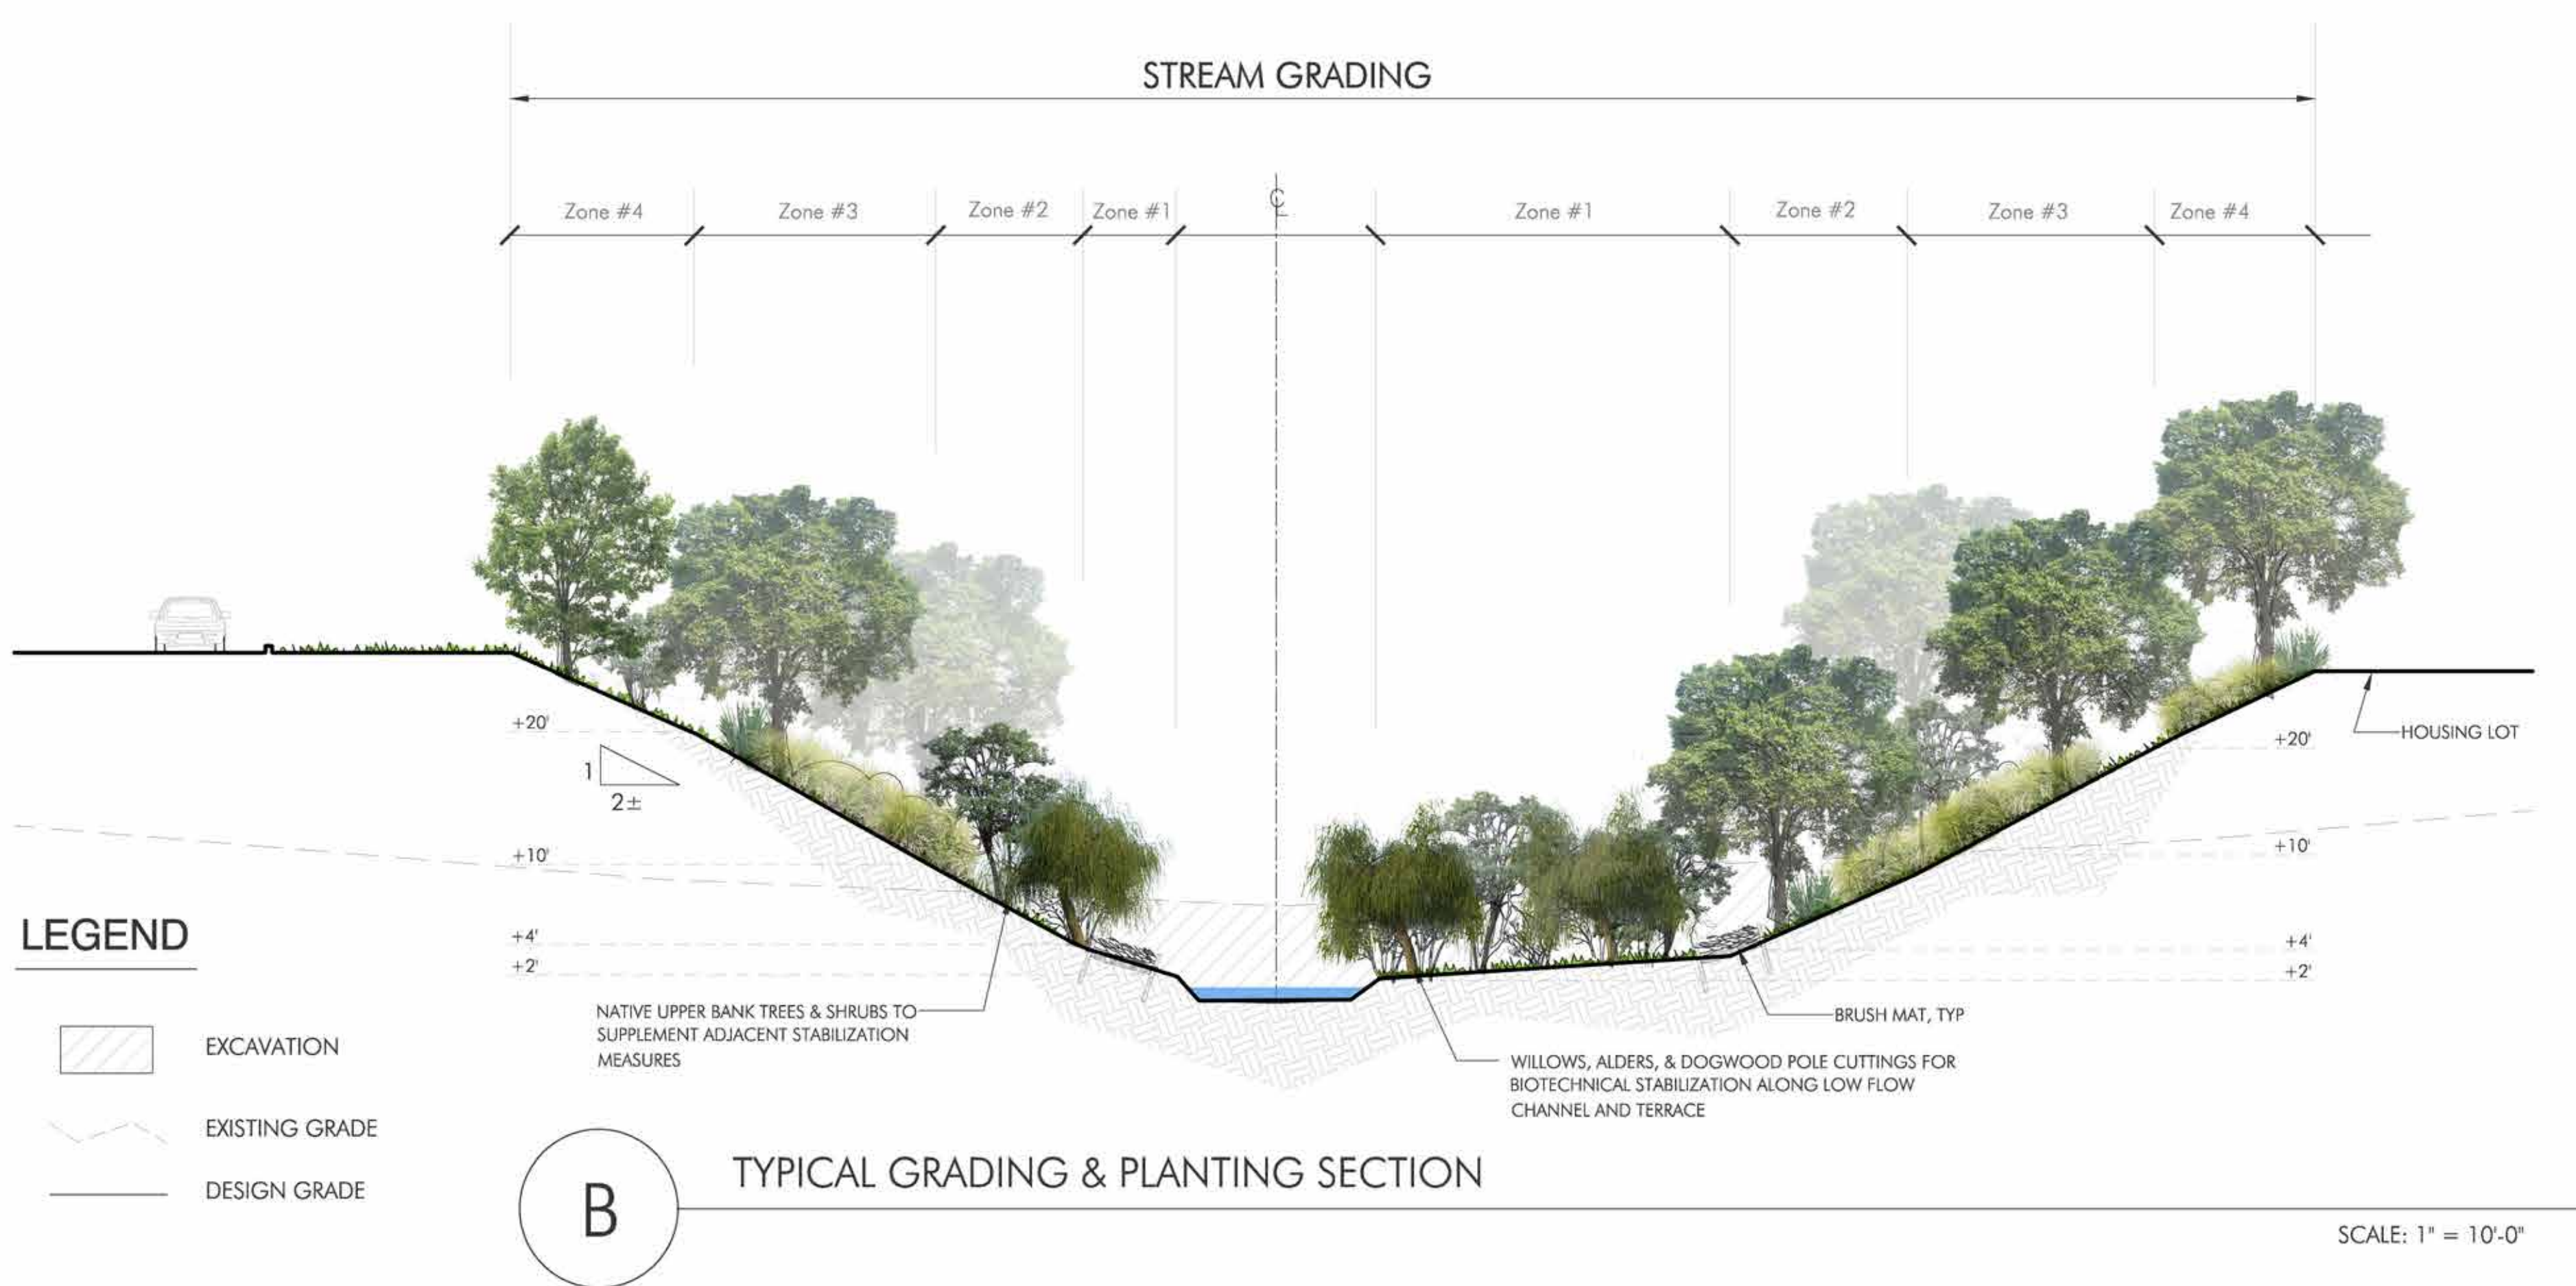 STREAM GRADING
Zone #4
Zone #3
Zone #2
Zone #1
℄
Zone #1
Zone #2
Zone #3
Zone #4
+20'
1
2±
+10'
+4'
+2'
+20'
HOUSING LOT
+10'
+4'
+2'
NATIVE UPPER BANK TREES & SHRUBS TO
SUPPLEMENT ADJACENT STABILIZATION
MEASURES
BRUSH MAT, TYP
WILLOWS, ALDERS, & DOGWOOD POLE CUTTINGS FOR
BIOTECHNICAL STABILIZATION ALONG LOW FLOW
CHANNEL AND TERRACE
LEGEND
EXCAVATION
EXISTING GRADE
DESIGN GRADE
B
TYPICAL GRADING & PLANTING SECTION
SCALE: 1" = 10'-0"